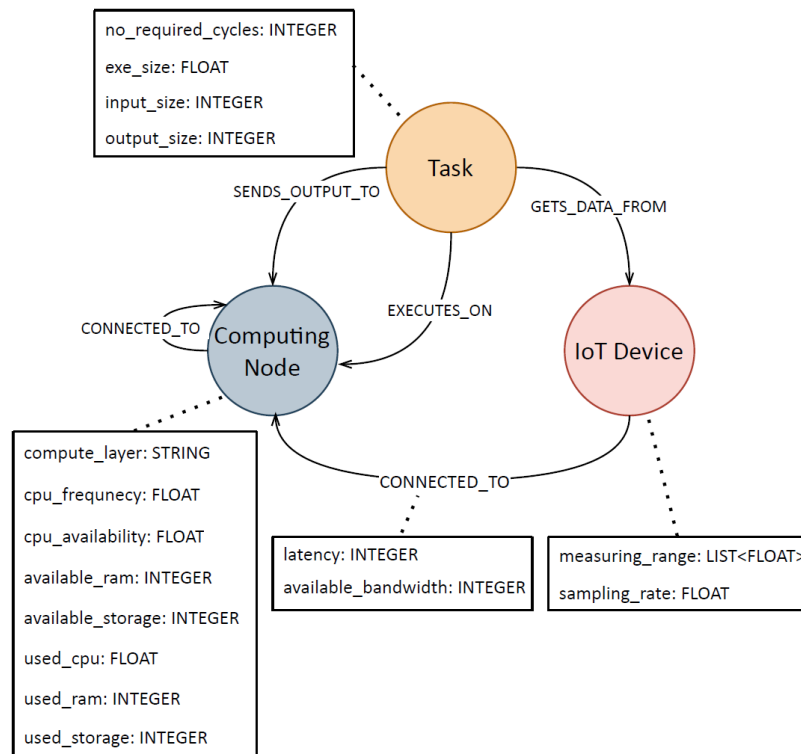 no_required_cycles: INTEGER
exe_size: FLOAT
input_size: INTEGER
output_size: INTEGER
Task
SENDS_OUTPUT_TO
GETS_DATA_FROM
EXECUTES_ON
CONNECTED_TO
Computing
Node
IoT Device
CONNECTED_TO
compute_layer: STRING
cpu_frequnecy: FLOAT
cpu_availability: FLOAT
available_ram: INTEGER
available_storage: INTEGER
used_cpu: FLOAT
used_ram: INTEGER
used_storage: INTEGER
latency: INTEGER
available_bandwidth: INTEGER
measuring_range: LIST<FLOAT>
sampling_rate: FLOAT